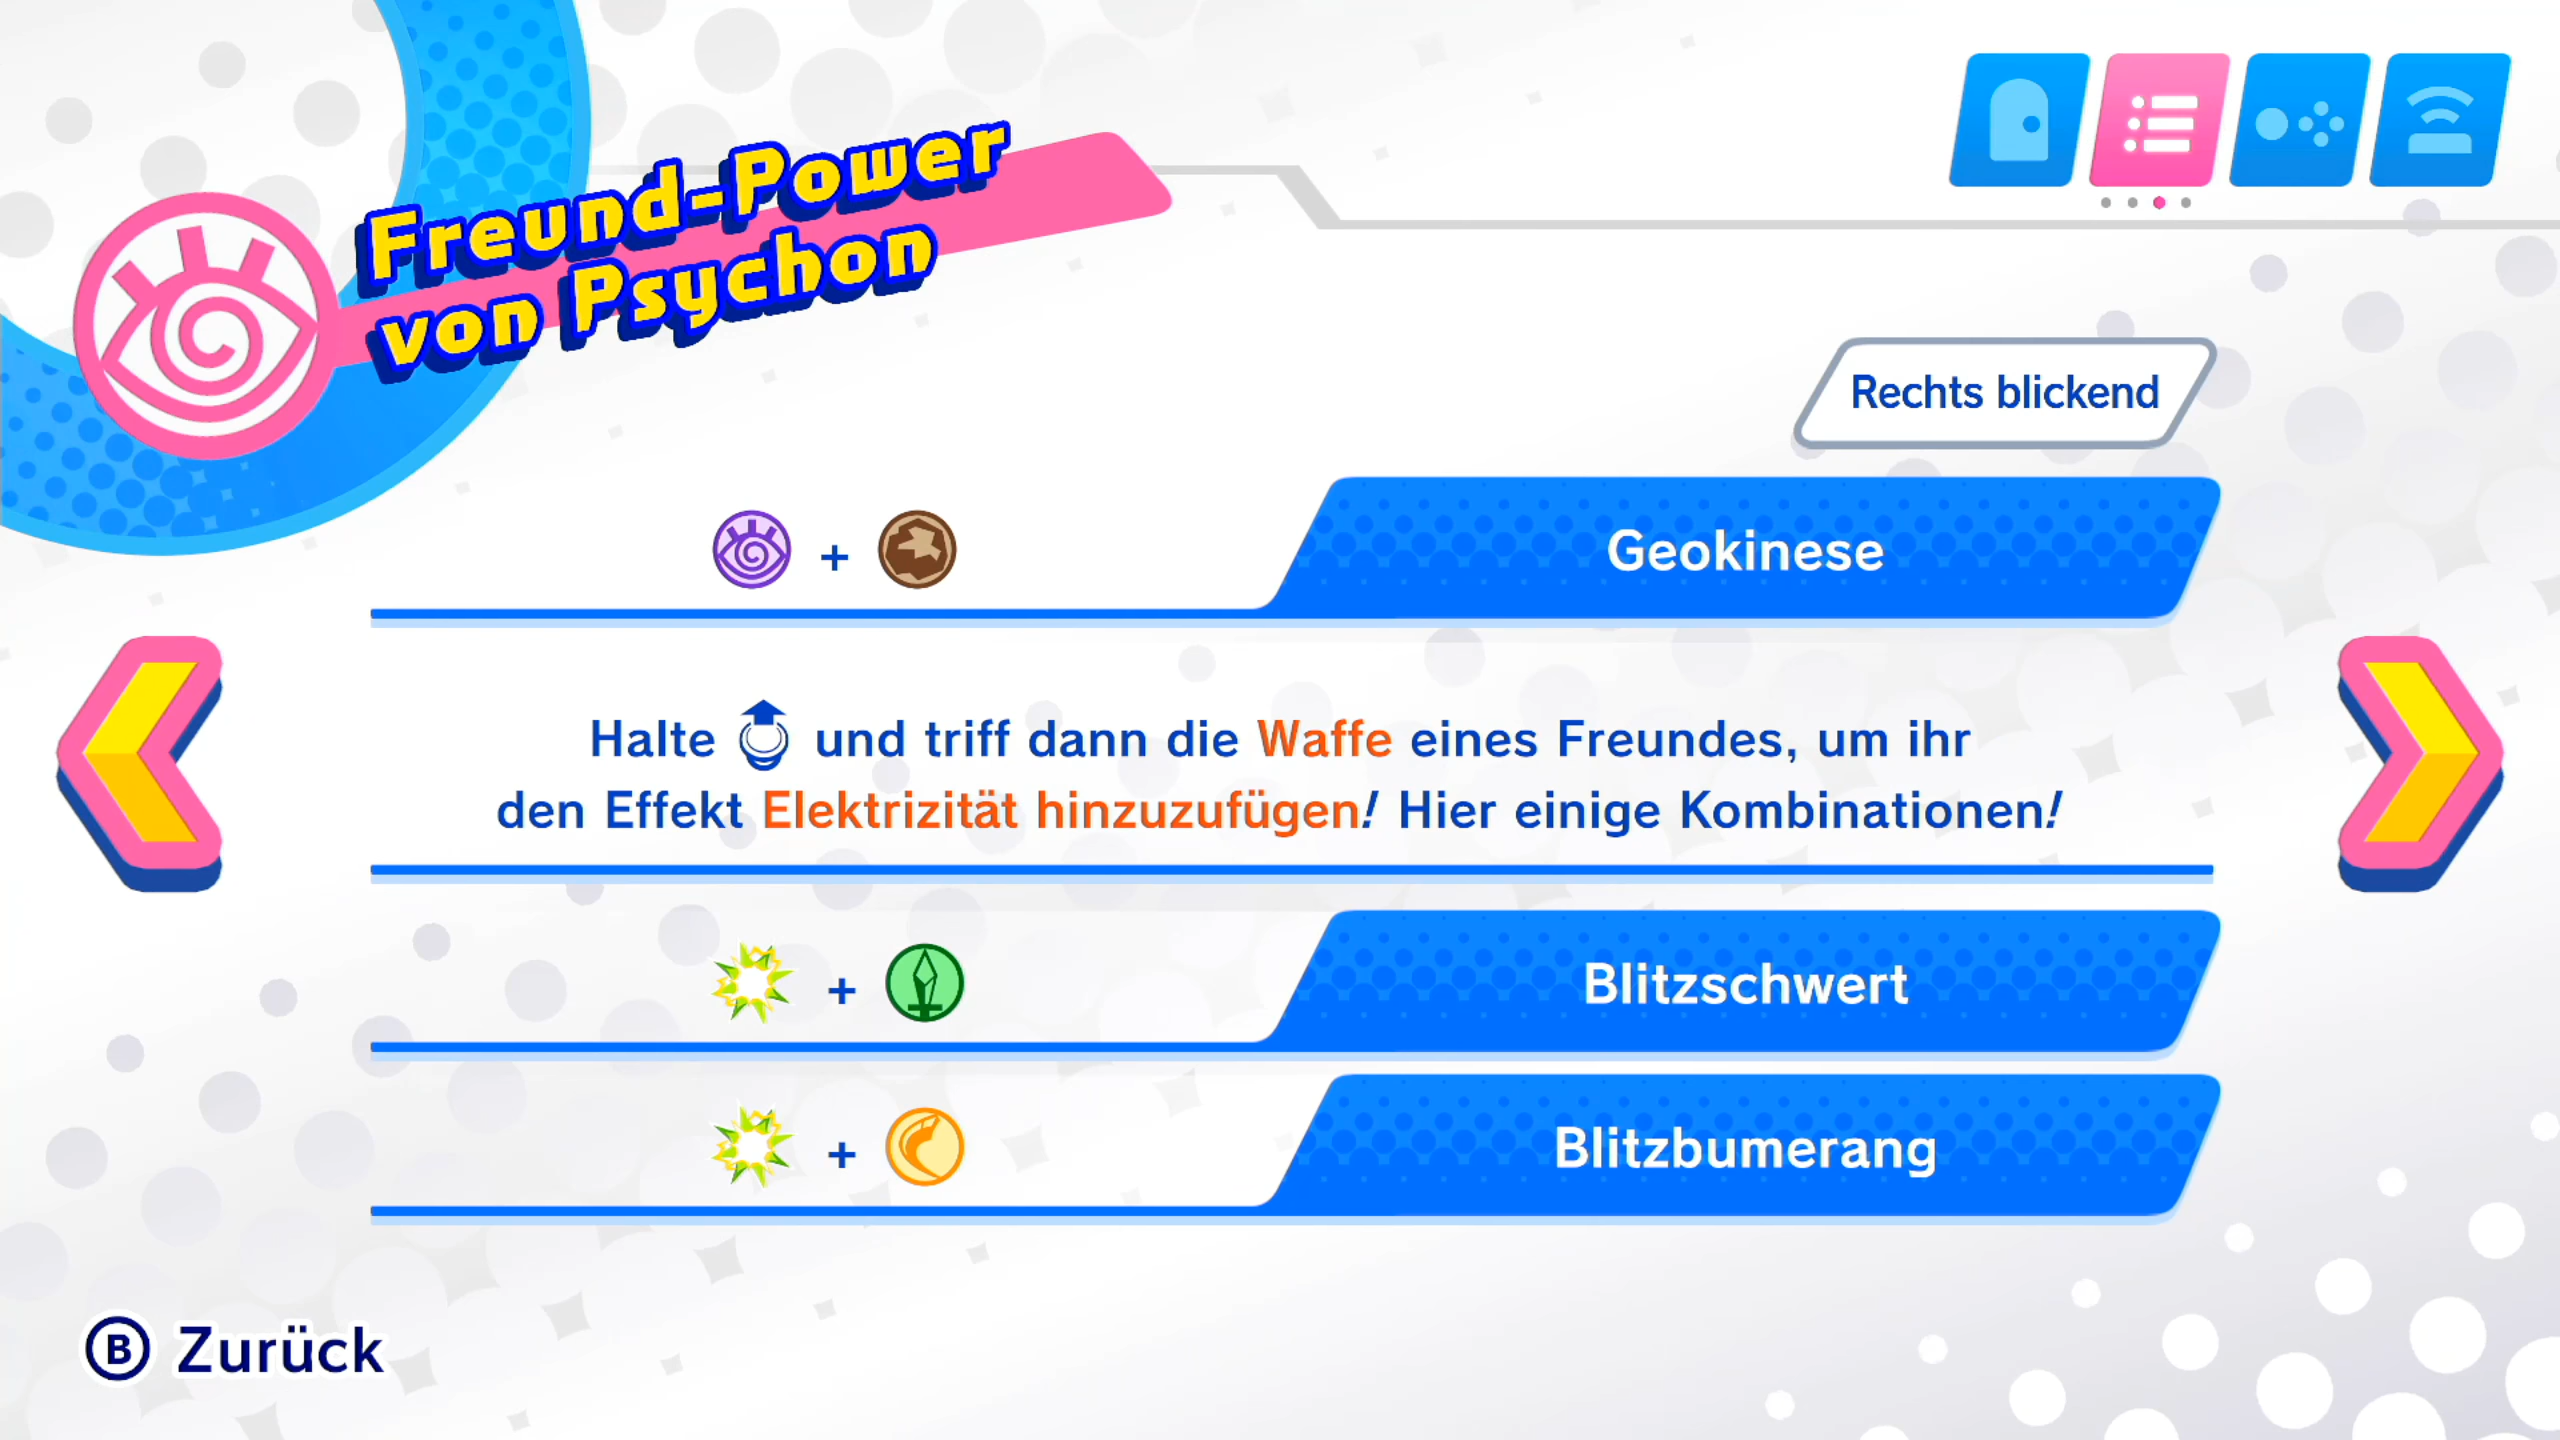 Freund-Power
von Psychon
Rechts blickend
+
Geokinese
Halte und triff dann die Waffe eines Freundes, um ihr
den Effekt Elektrizität hinzuzufügen! Hier einige Kombinationen!
+
Blitzschwert
+
Blitzbumerang
B Zurück